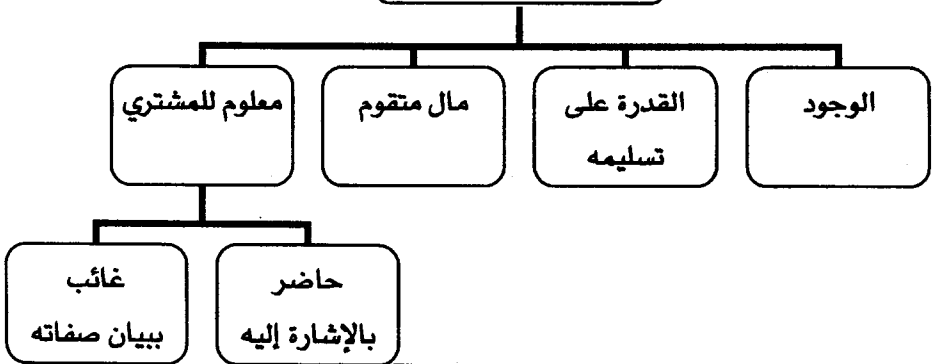 الوجود
القدرة على
تسليمه
مال متقوم
معلوم للمشتري
حاضر
بالإشارة إليه
غائب
ببيان صفاته